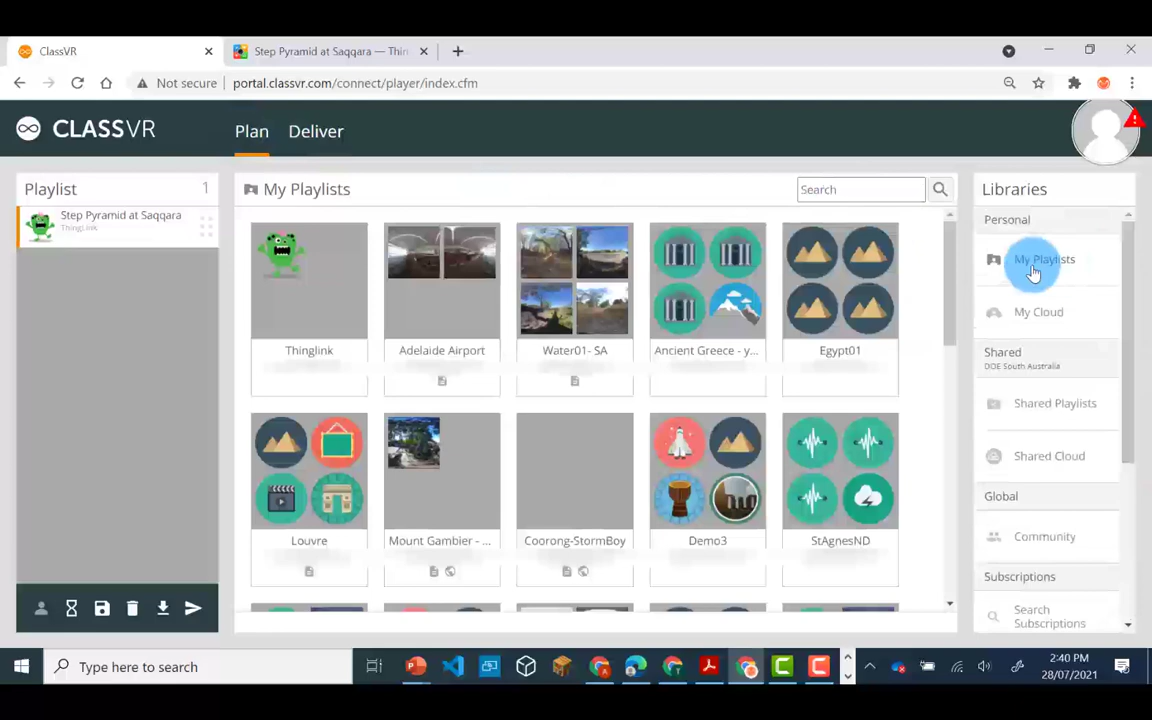 ClassVR
Step Pyramid at Saqqara — Thin
Not secure
portal.classvr.com/connect/player/index.cfm
CLASSVR
Plan
Deliver
Playlist
1
Step Pyramid at Saqqara
ThingLink
My Playlists
Search
Thinglink
Adelaide Airport
Water01- SA
Ancient Greece - y...
Egypt01
Louvre
Mount Gambier - ...
Coorong-StormBoy
Demo3
StAgnesND
Libraries
Personal
My Playlists
My Cloud
Shared
DOE South Australia
Shared Playlists
Shared Cloud
Global
Community
Subscriptions
Search
Subscriptions
Type here to search
2:40 PM
28/07/2021